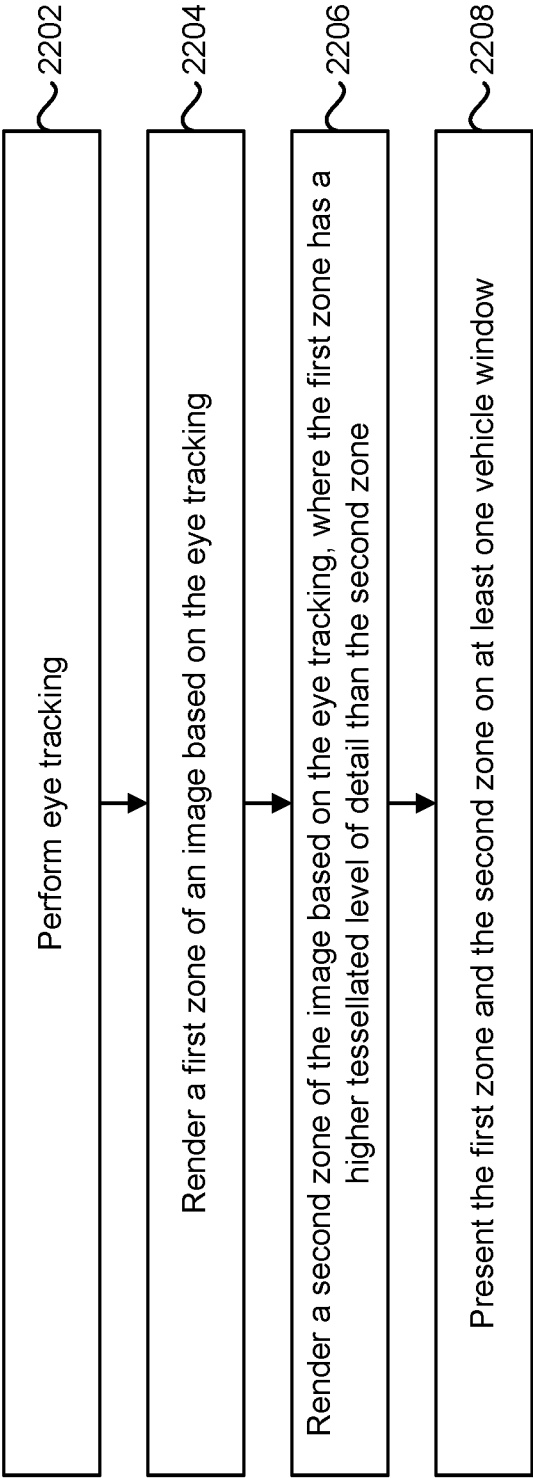 Perform eye tracking
2202
Render a first zone of an image based on the eye tracking
2204
Render a second zone of the image based on the eye tracking, where the first zone has a
higher tessellated level of detail than the second zone
2206
Present the first zone and the second zone on at least one vehicle window
2208